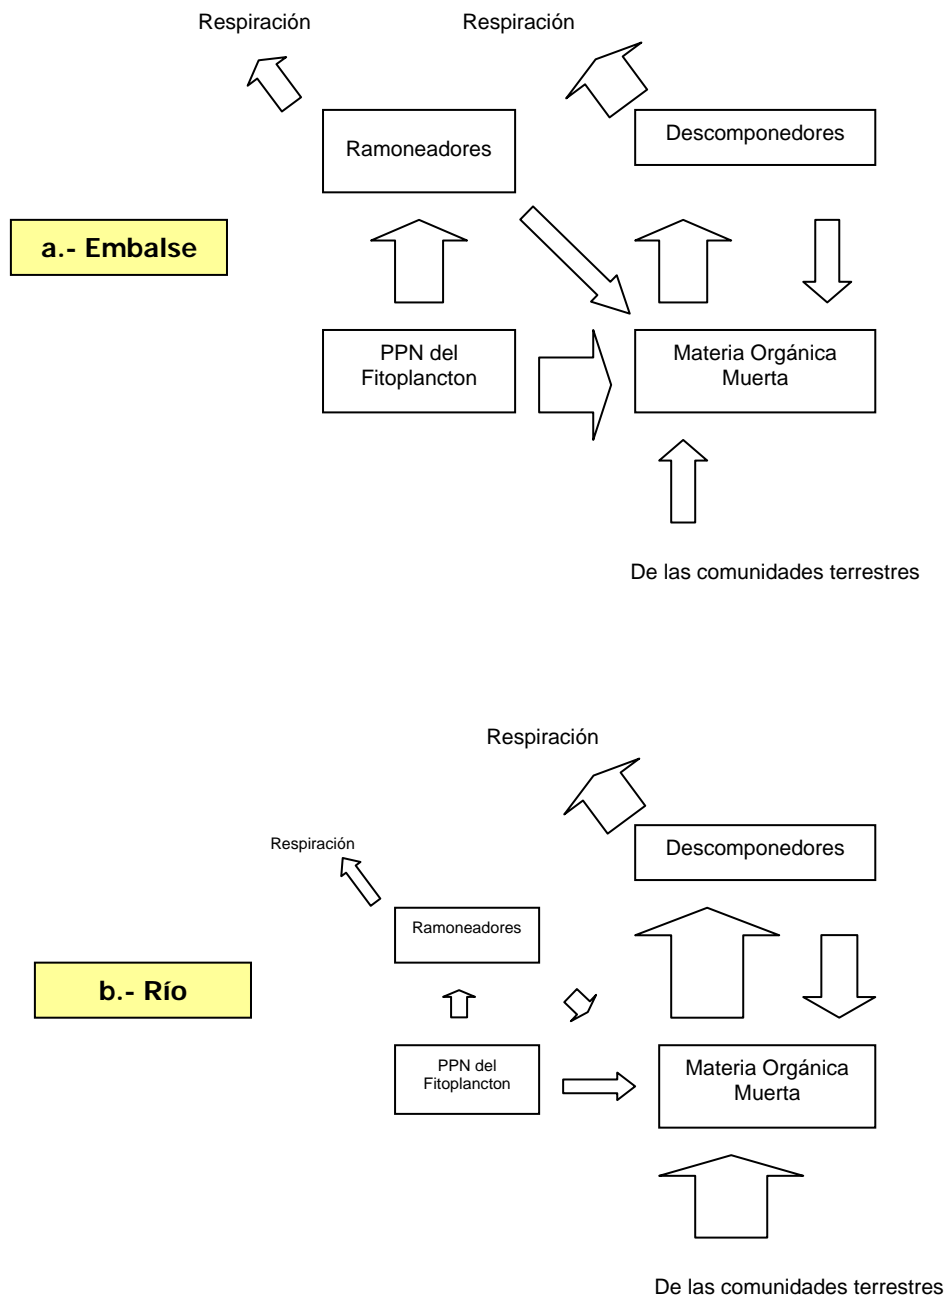 Respiración
Respiración
Ramoneadores
Descomponedores
a.- Embalse
PPN del
Fitoplancton
Materia Orgánica
Muerta
De las comunidades terrestres
Respiración
Respiración
Descomponedores
Ramoneadores
b.- Río
PPN del
Fitoplancton
Materia Orgánica
Muerta
De las comunidades terrestres